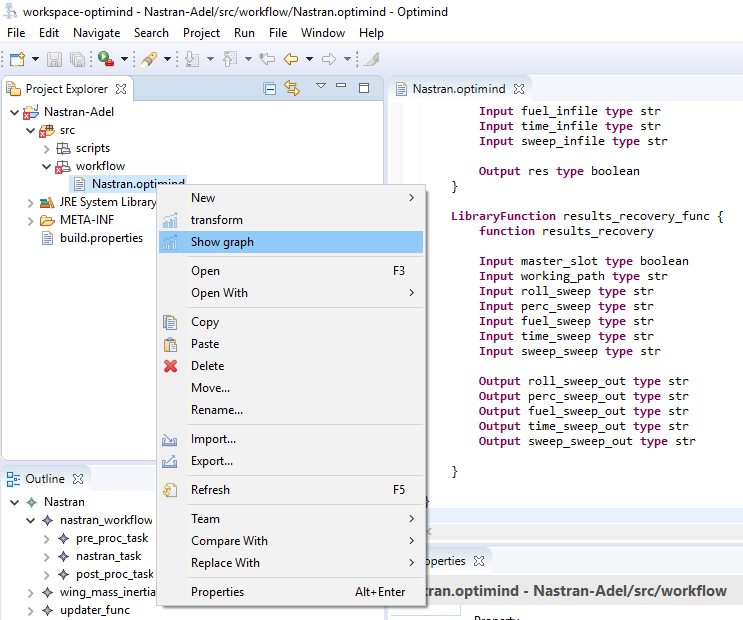 workspace-optimind - Nastran-Adel/src/workflow/Nastran.optimind - Optimind
File Edit Navigate Search Project Run File Window Help
Project Explorer
Nastran-Adel
src
scripts
workflow
Nastran.optimind
JRE System Library
META-INF
build.properties
New
transform
Show graph
Open F3
Open With
Copy
Paste
Delete
Move...
Rename...
Import...
Export...
Refresh F5
Team
Compare With
Replace With
Properties Alt+Enter
Outline
Nastran
nastran_workflow
pre_proc_task
nastran_task
post_proc_task
wing_mass_inertia
updater_func
Nastran.optimind
Input fuel_infile type str
Input time_infile type str
Input sweep_infile type str
Output res type boolean
}
LibraryFunction results_recovery_func {
function results_recovery
Input master_slot type boolean
Input working_path type str
Input roll_sweep type str
Input perc_sweep type str
Input fuel_sweep type str
Input time_sweep type str
Input sweep_sweep type str
Output roll_sweep_out type str
Output perc_sweep_out type str
Output fuel_sweep_out type str
Output time_sweep_out type str
Output sweep_sweep_out type str
}
}
operties
tran.optimind - Nastran-Adel/src/workflow
Property